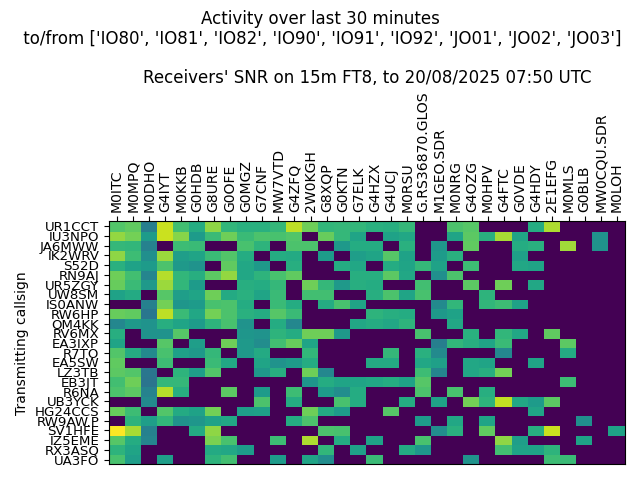 Activity over last 30 minutes
to/from ['IO80', 'IO81', 'IO82', 'IO90', 'IO91', 'IO92', 'JO01', 'JO02', 'JO03']
Receivers' SNR on 15m FT8, to 20/08/2025 07:50 UTC
M0ITC
M0MPQ
M0DHO
G4IYT
M0KKB
G0HDB
G8URE
G0OFE
G0MGZ
G7CNF
MW7VTD
G4ZFQ
2W0KGH
G8XQP
G0KTN
G7ELK
G4HZX
G4UCJ
M0RSU
G.RS36870.GLOS
M1GEO.SDR
M0NRG
G4OZG
M0HPV
G4FTC
G0VDE
G4HDY
2E1EFG
M0MLS
G0BLB
MW0CQU.SDR
M0LOH
Transmitting callsign
UR1CCT
IU3NPO
JA6MWW
IK2WRV
S52D
RN9AJ
UR5ZGY
UW8SM
IS0ANW
RW6HP
OM4KK
RV6MX
EA3IXP
R7TO
EA5SW
LZ3TB
EB3JT
R6NA
UB3YCK
HG24CCS
RW9AW.P
SV1HFE
IZ5EME
RX3ASQ
UA3FO